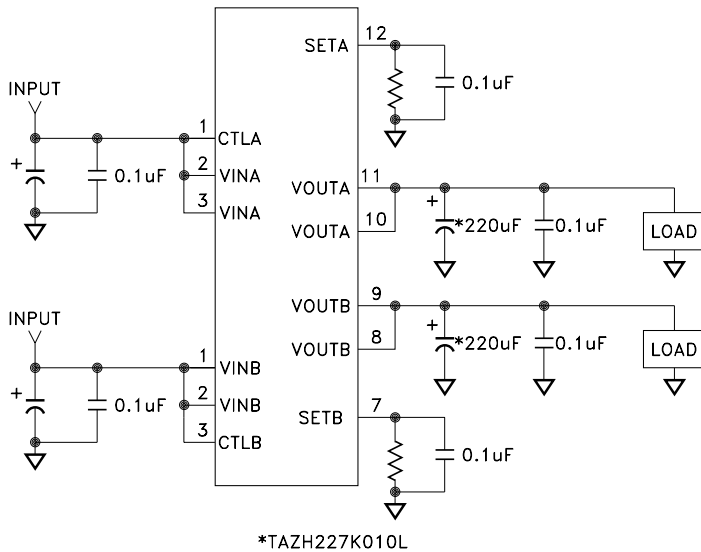 12
SETA
0.1uF
INPUT
1
CTLA
+
0.1uF
2
VINA
3
VINA
11
VOUTA
10
VOUTA
+
*220uF
0.1uF
LOAD
9
VOUTB
8
VOUTB
+
*220uF
0.1uF
LOAD
INPUT
1
VINB
+
0.1uF
2
VINB
3
CTLB
7
SETB
0.1uF
*TAZH227K010L